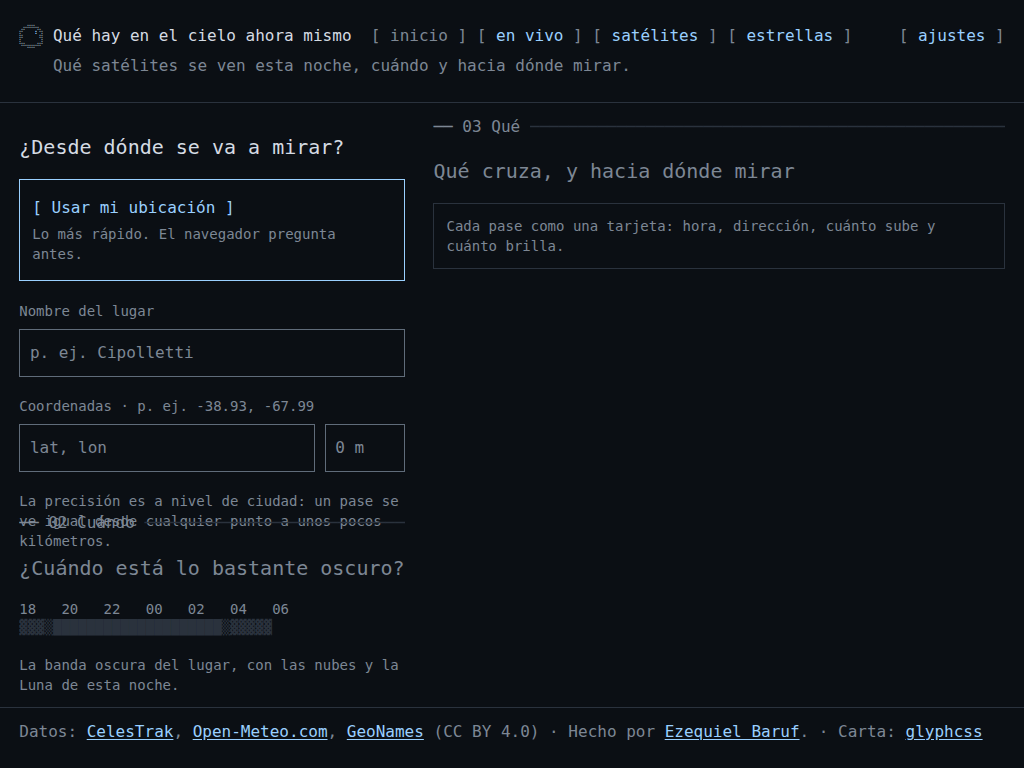 Qué hay en el cielo ahora mismo [ inicio ] [ en vivo ] [ satélites ] [ estrellas ] [ ajustes ]
Qué satélites se ven esta noche, cuándo y hacia dónde mirar.
¿Desde dónde se va a mirar?
[ Usar mi ubicación ]
Lo más rápido. El navegador pregunta
antes.
Nombre del lugar
p. ej. Cipolletti
Coordenadas · p. ej. -38.93, -67.99
lat, lon
0 m
La precisión es a nivel de ciudad: un pase se
ve igual desde cualquier punto a unos pocos
kilómetros.
02 Cuándo
¿Cuándo está lo bastante oscuro?
18 20 22 00 02 04 06
La banda oscura del lugar, con las nubes y la
Luna de esta noche.
03 Qué
Qué cruza, y hacia dónde mirar
Cada pase como una tarjeta: hora, dirección, cuánto sube y
cuánto brilla.
Datos: CelesTrak, Open-Meteo.com, GeoNames (CC BY 4.0) · Hecho por Ezequiel Baruf. · Carta: glyphcss